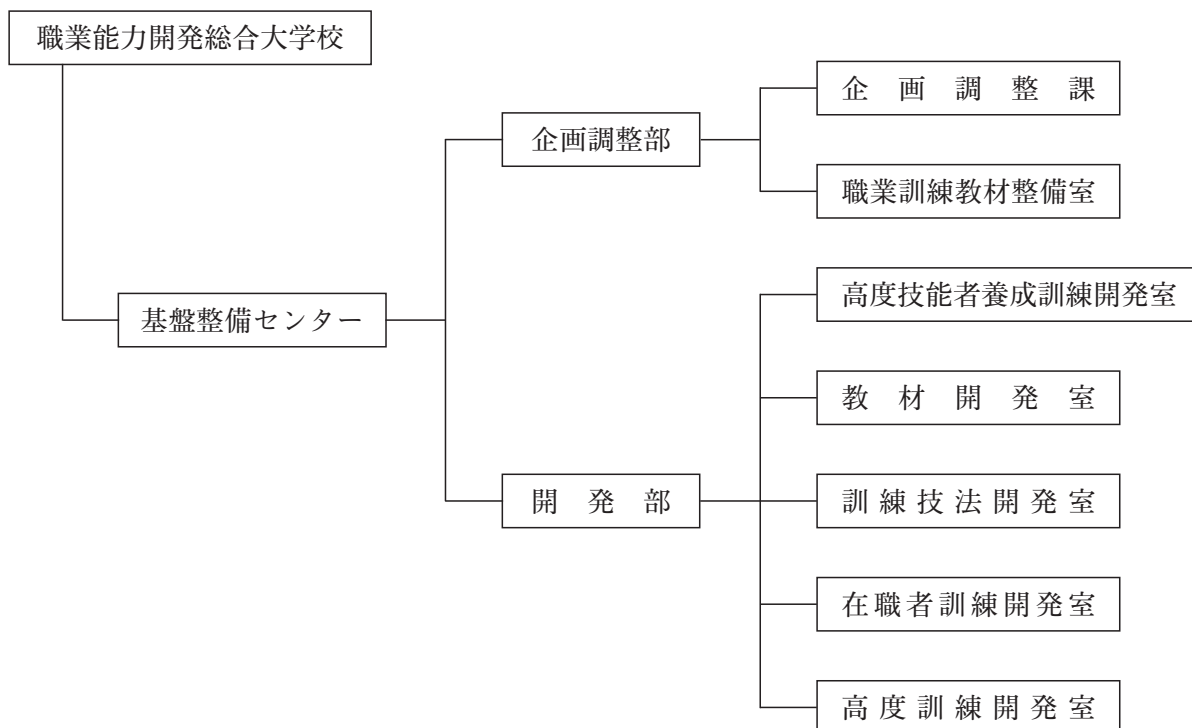 職業能力開発総合大学校
基盤整備センター
企画調整部
企画調整課
職業訓練教材整備室
開発部
高度技能者養成訓練開発室
教材開発室
訓練技法開発室
在職者訓練開発室
高度訓練開発室